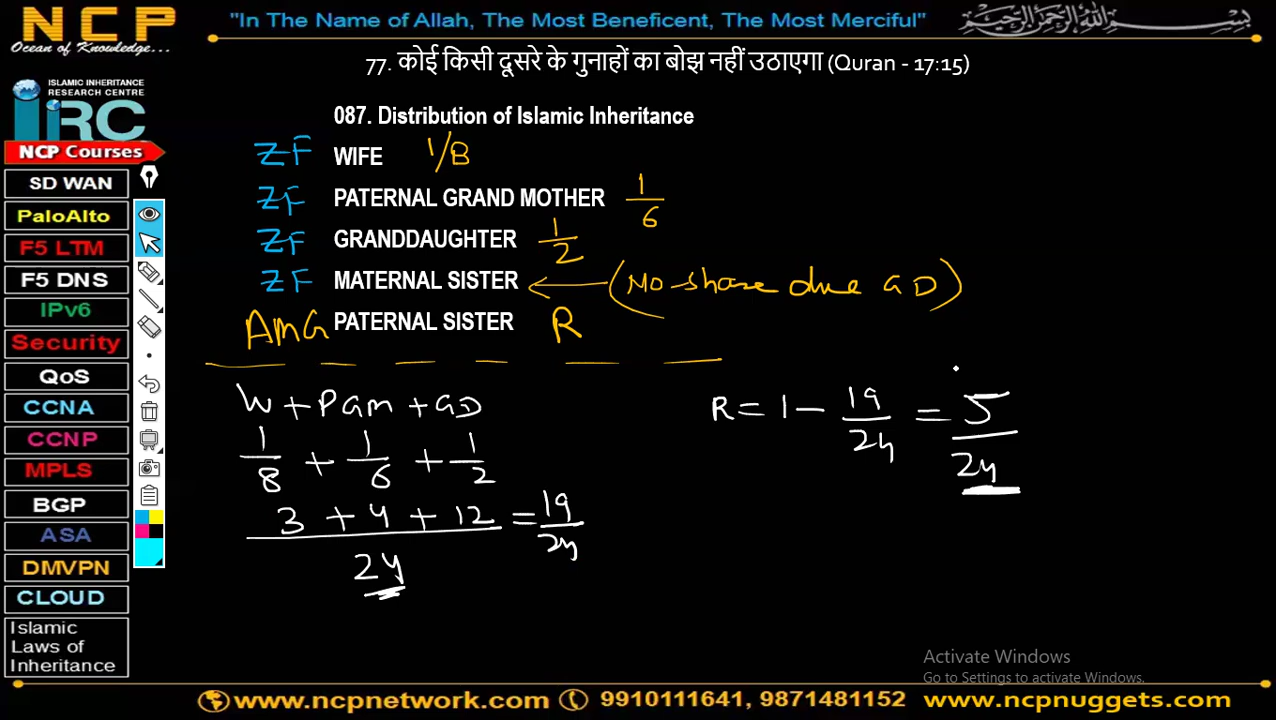 NCP
Ocean of Knowledge...
"In The Name of Allah, The Most Beneficent, The Most Merciful"
بِسْمِ اللهِ الرَّحْمٰنِ الرَّحِيْمِ
77. कोई किसी दूसरे के गुनाहों का बोझ नहीं उठाएगा (Quran - 17:15)
ISLAMIC INHERITANCE
RESEARCH CENTRE
iRC
NCP Courses
SD WAN
PaloAlto
F5 LTM
F5 DNS
IPv6
Security
QoS
CCNA
CCNP
MPLS
BGP
ASA
DMVPN
CLOUD
Islamic
Laws of
Inheritance
087. Distribution of Islamic Inheritance
ZF WIFE 1/8
ZF PATERNAL GRAND MOTHER 1/6
ZF GRANDDAUGHTER 1/2
ZF MATERNAL SISTER ← (No share due GD)
AMG PATERNAL SISTER R
W + PGM + GD
1/8 + 1/6 + 1/2
3 + 4 + 12 = 19/24
24
R = 1 - 19/24 = 5/24
Activate Windows
Go to Settings to activate Windows.
www.ncpnetwork.com 9910111641, 9871481152 www.ncpnuggets.com